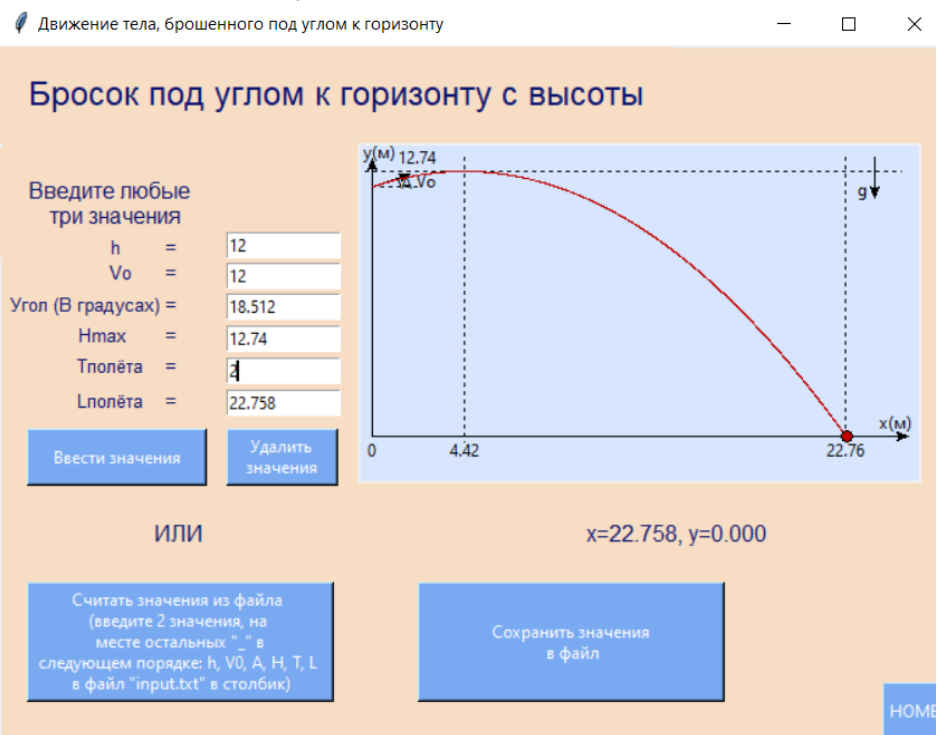 Движение тела, брошенного под углом к горизонту
Бросок под углом к горизонту с высоты
Введите любые
три значения
h = 12
Vo = 12
Угол (В градусах) = 18.512
Hmax = 12.74
Tполёта = 2
Lполёта = 22.758
Ввести значения
Удалить
значения
y(м) 12.74
Vo
g
x(м)
0 4.42 22.76
ИЛИ
x=22.758, y=0.000
Считать значения из файла
(введите 2 значения, на
месте остальных "_" в
следующем порядке: h, V0, A, H, T, L
в файл "input.txt" в столбик)
Сохранить значения
в файл
HOME